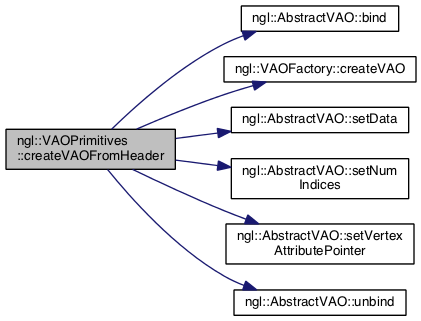 ngl::AbstractVAO::bind
ngl::VAOFactory::createVAO
ngl::AbstractVAO::setData
ngl::VAOPrimitives
::createVAOFromHeader
ngl::AbstractVAO::setNum
Indices
ngl::AbstractVAO::setVertex
AttributePointer
ngl::AbstractVAO::unbind